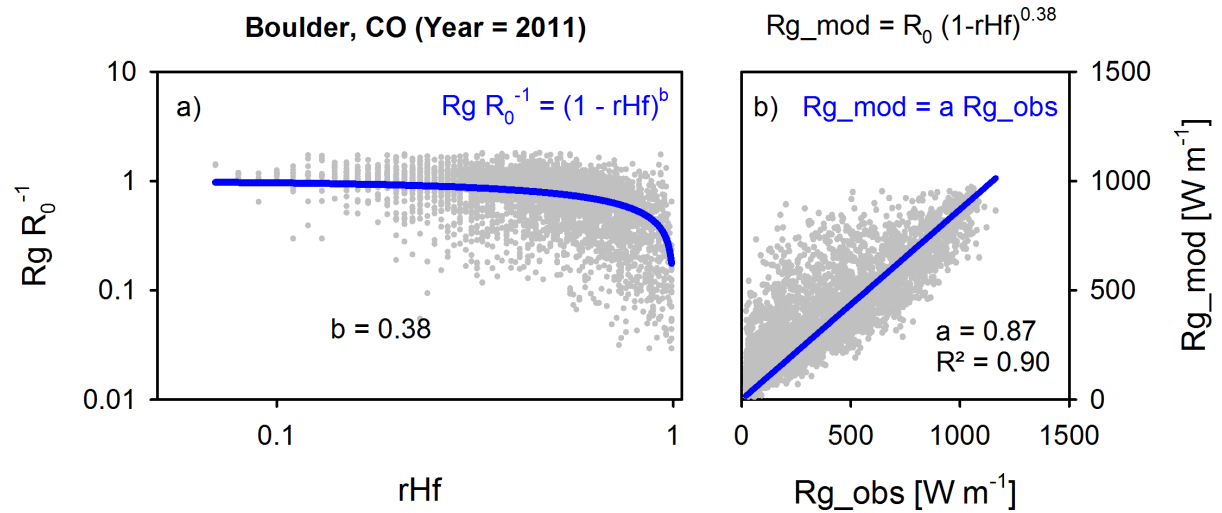 Boulder, CO (Year = 2011)
Rg_mod = R₀ (1-rHf)^0.38
10
1
0.1
0.01
Rg R₀⁻¹
a)
Rg R₀⁻¹ = (1 - rHf)^b
b = 0.38
0.1
1
rHf
b)
Rg_mod = a Rg_obs
a = 0.87
R² = 0.90
1500
1000
500
0
Rg_mod [W m⁻¹]
0
500
1000
1500
Rg_obs [W m⁻¹]